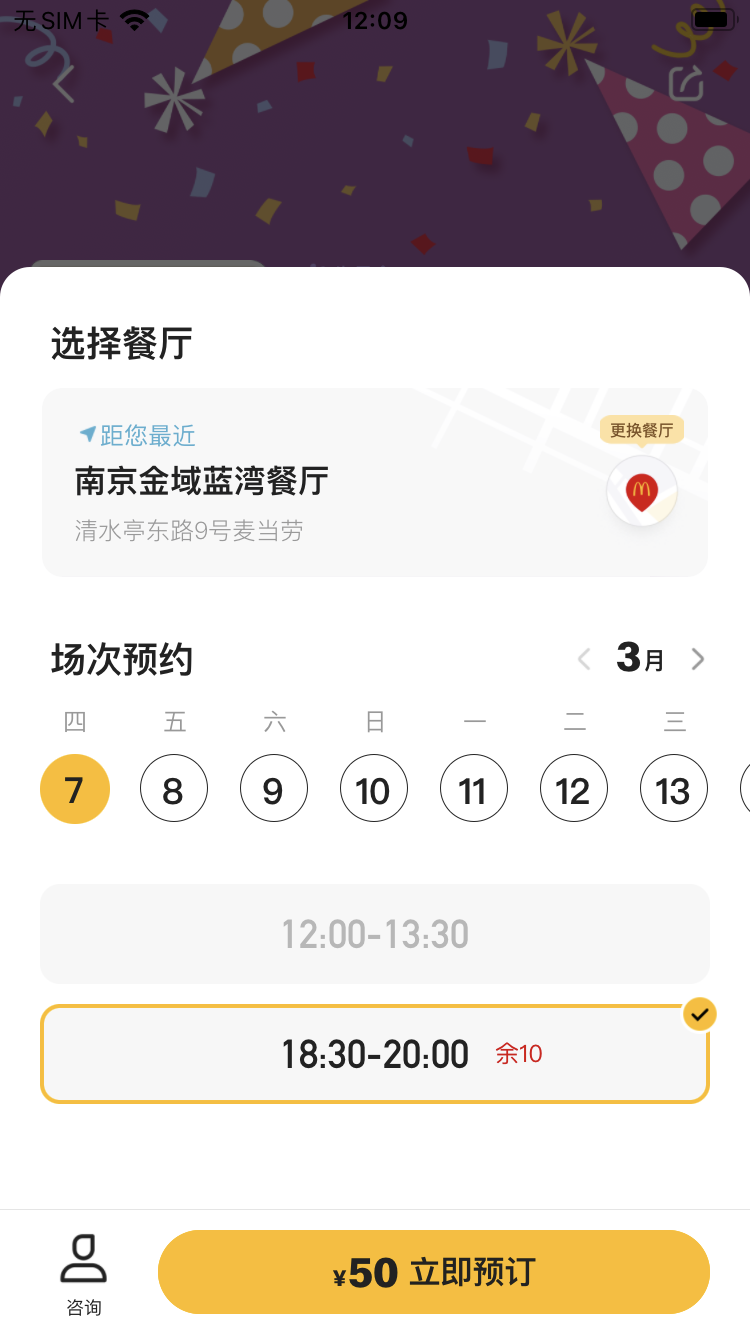 无SIM卡 12:09
选择餐厅
距您最近
更换餐厅
南京金域蓝湾餐厅
清水亭东路9号麦当劳
场次预约
3月
四 五 六 日 一 二 三
7 8 9 10 11 12 13
12:00-13:30
18:30-20:00 余10
¥50 立即预订
咨询